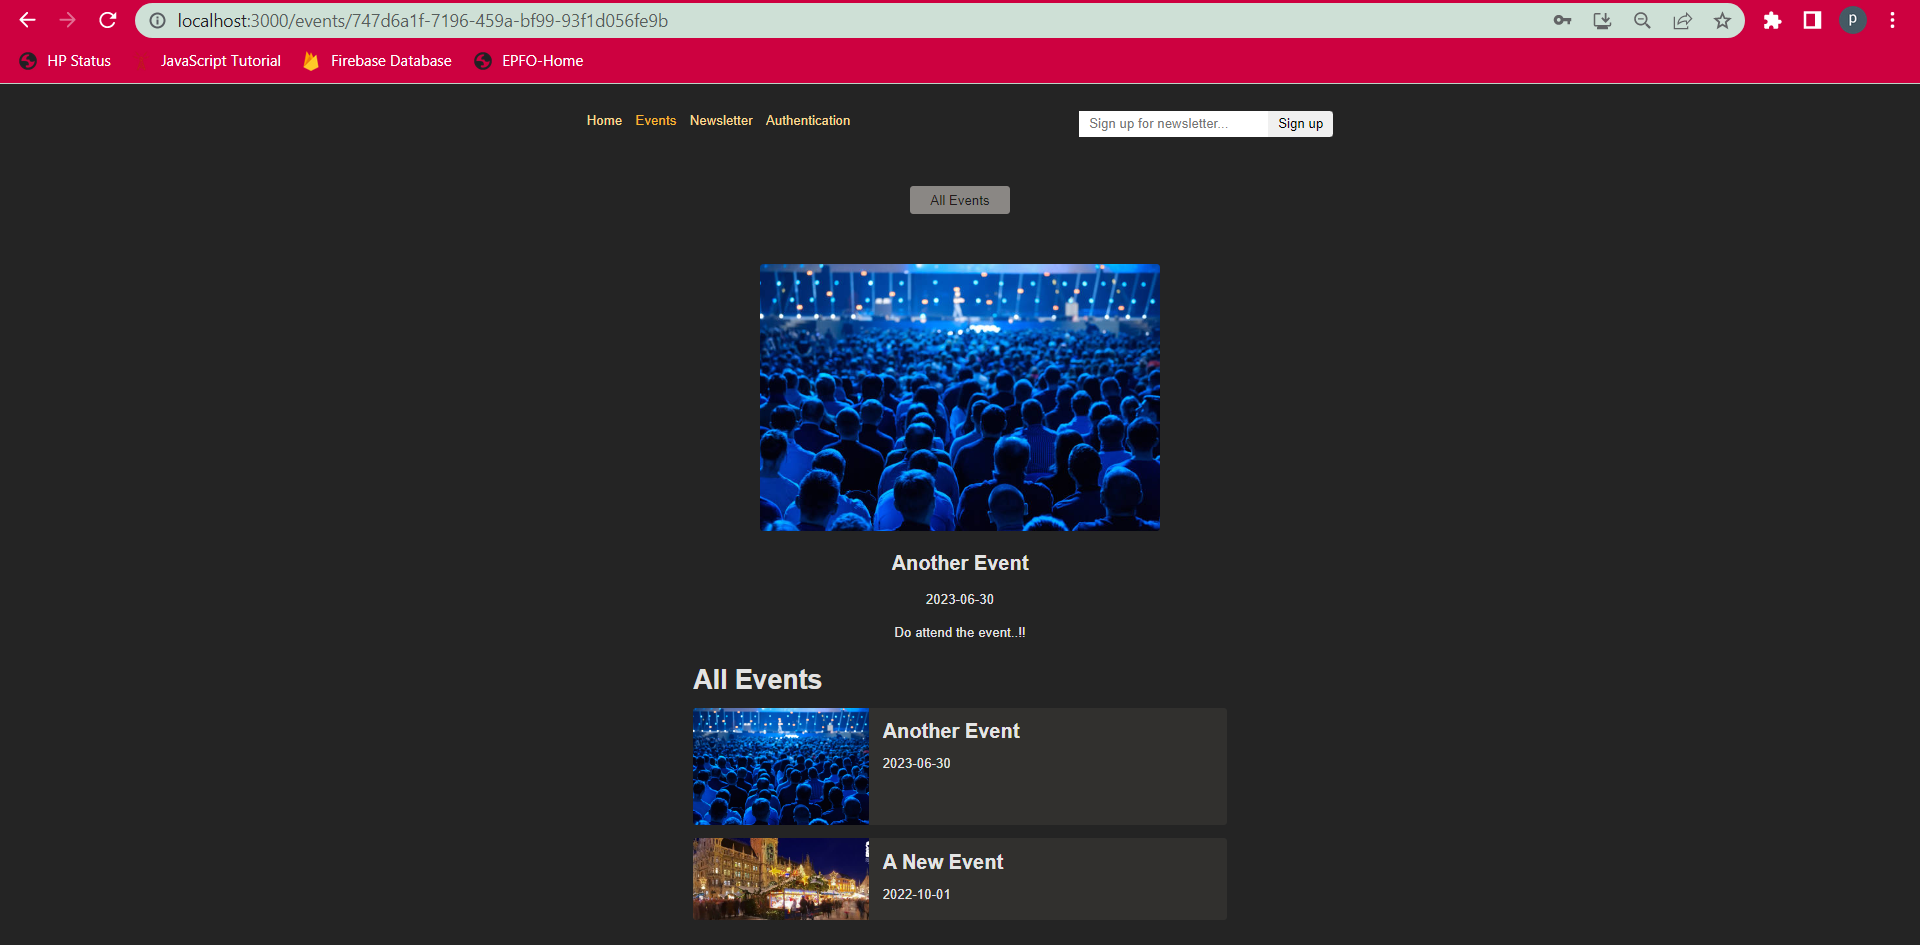 localhost:3000/events/747d6a1f-7196-459a-bf99-93f1d056fe9b
p
HP Status JavaScript Tutorial Firebase Database EPFO-Home
Home Events Newsletter Authentication Sign up for newsletter... Sign up
All Events
Another Event
2023-06-30
Do attend the event..!!
All Events
Another Event
2023-06-30
A New Event
2022-10-01